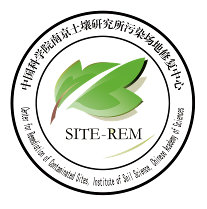 中国科学院南京土壤研究所污染场地修复中心
SITE-REM
Center for Remediation of Contaminated Sites, Institute of Soil Science, Chinese Academy of Sciences